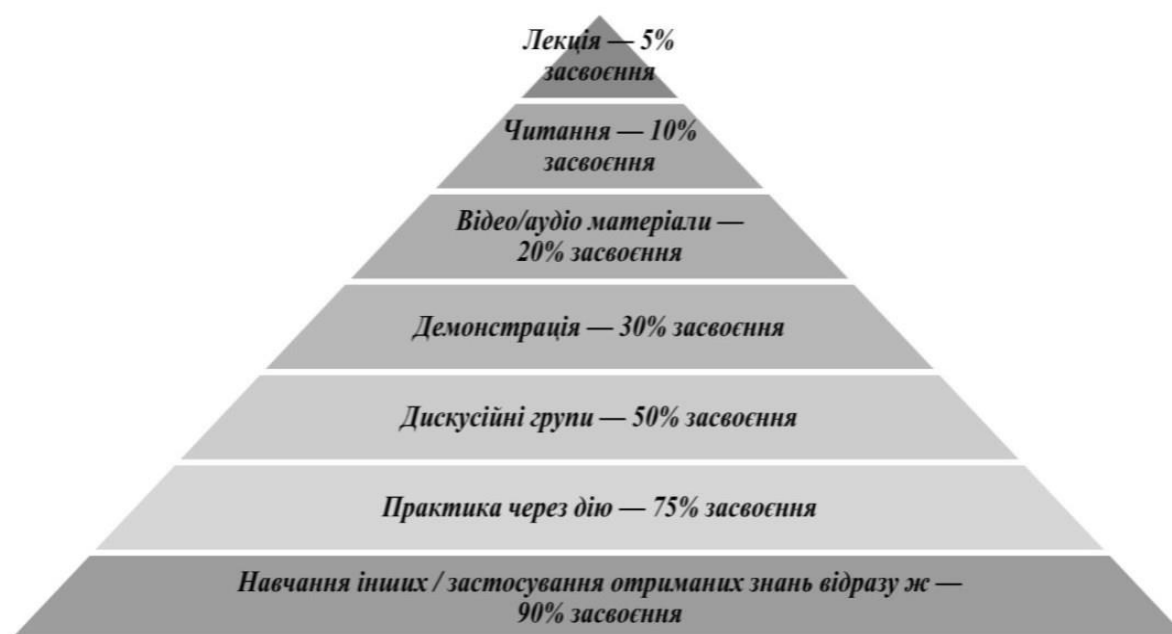 Лекція — 5%
засвоєння
Читання — 10%
засвоєння
Відео/аудіо матеріали —
20% засвоєння
Демонстрація — 30% засвоєння
Дискусійні групи — 50% засвоєння
Практика через дію — 75% засвоєння
Навчання інших / застосування отриманих знань відразу ж —
90% засвоєння